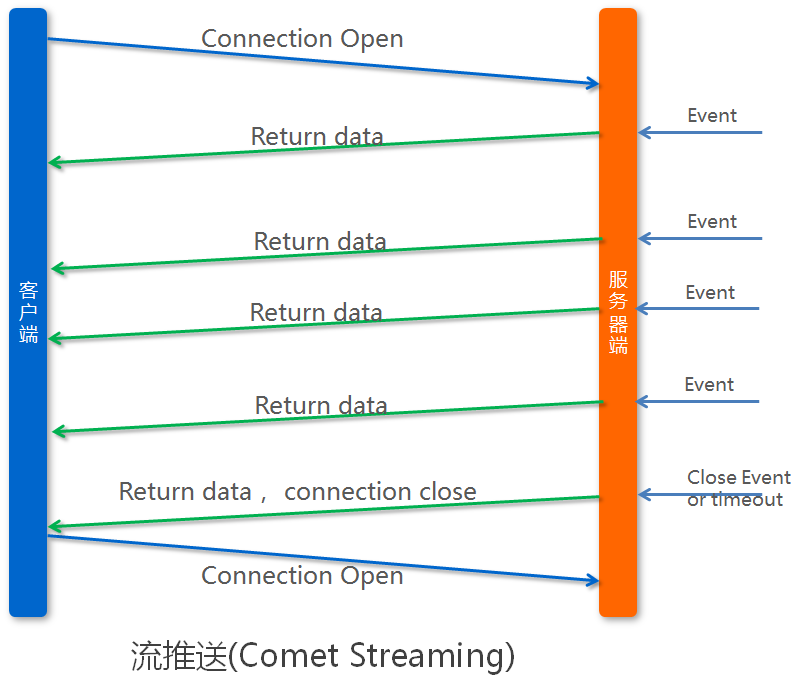 Connection Open
Event
Return data
Event
Return data
客户端
服务器端
Event
Return data
Event
Return data
Close Event
or timeout
Return data ,  connection close
Connection Open
流推送(Comet Streaming)